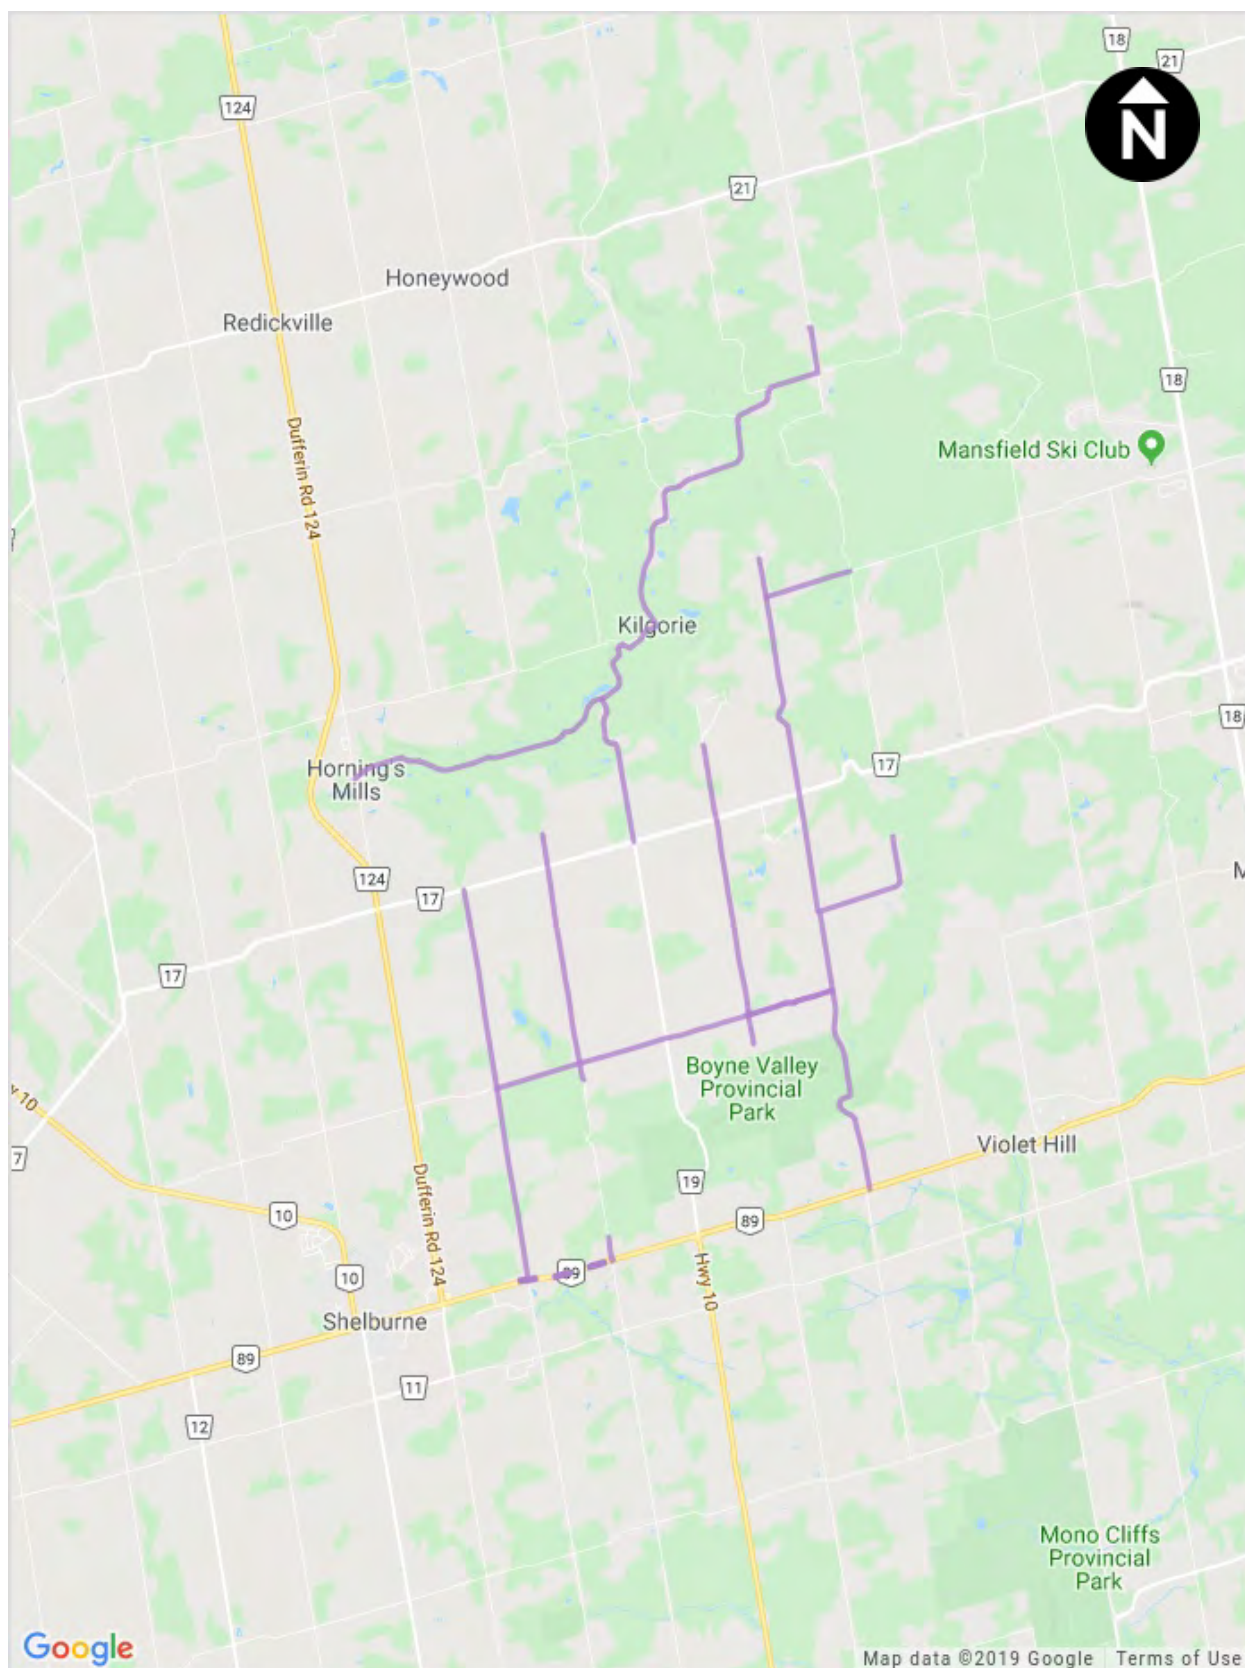 18
21
N
124
21
Honeywood
Redickville
18
Dufferin Rd 124
Mansfield Ski Club
Kilgorie
18
Horning's
Mills
17
124
17
M
17
Boyne Valley
Provincial
Park
10
Violet Hill
7
Dufferin Rd 124
19
10
89
89
10
Hwy 10
Shelburne
89
11
12
Mono Cliffs
Provincial
Park
Google
Map data ©2019 Google Terms of Use